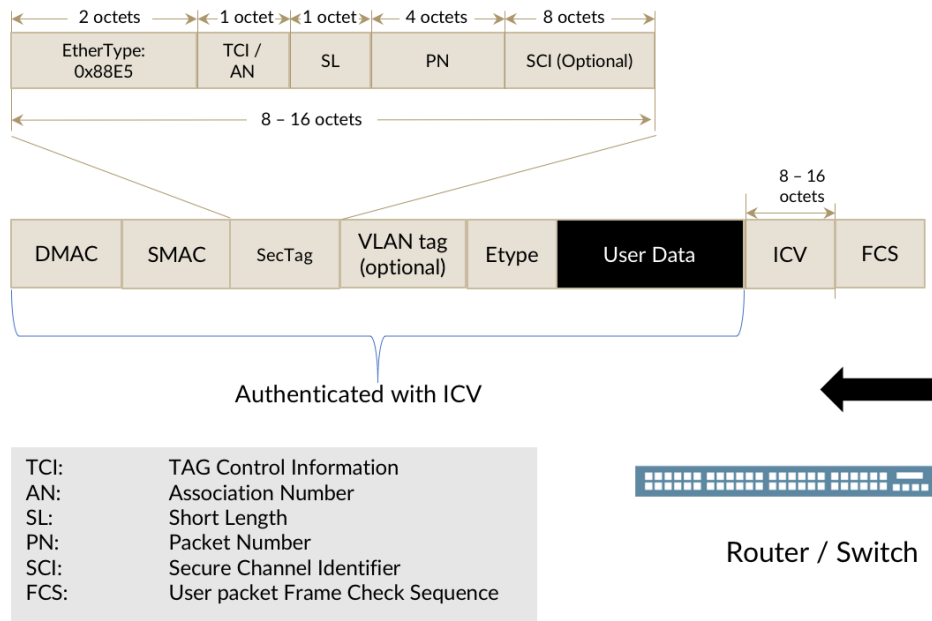 2 octets 1 octet 1 octet 4 octets 8 octets
EtherType:
0x88E5
TCI /
AN
SL
PN
SCI (Optional)
8 – 16 octets
8 – 16
octets
DMAC
SMAC
SecTag
VLAN tag
(optional)
Etype
User Data
ICV
FCS
Authenticated with ICV
TCI: TAG Control Information
AN: Association Number
SL: Short Length
PN: Packet Number
SCI: Secure Channel Identifier
FCS: User packet Frame Check Sequence
Router / Switch